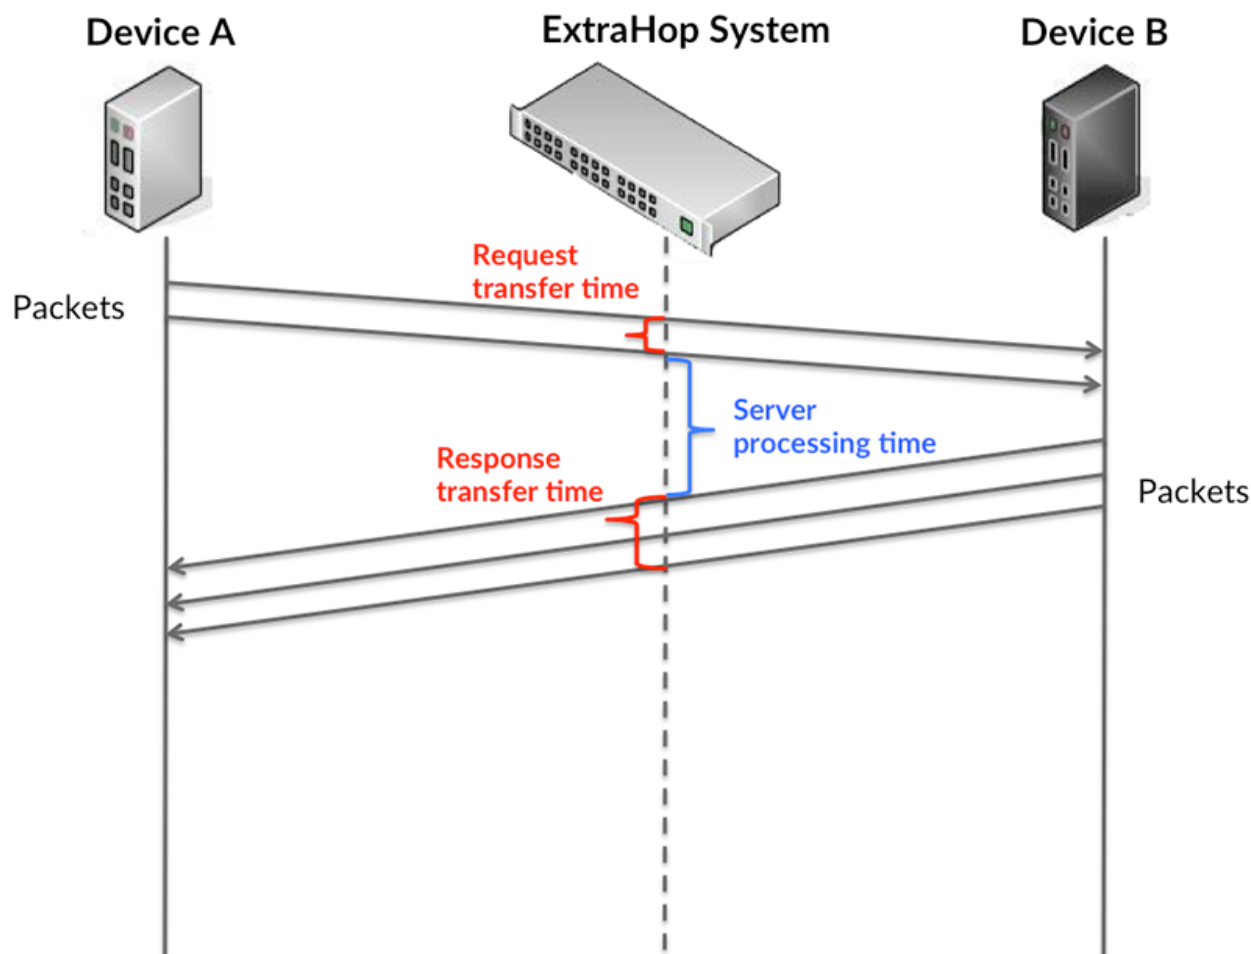 Device A
ExtraHop System
Device B
Request
transfer time
Packets
Server
processing time
Response
transfer time
Packets